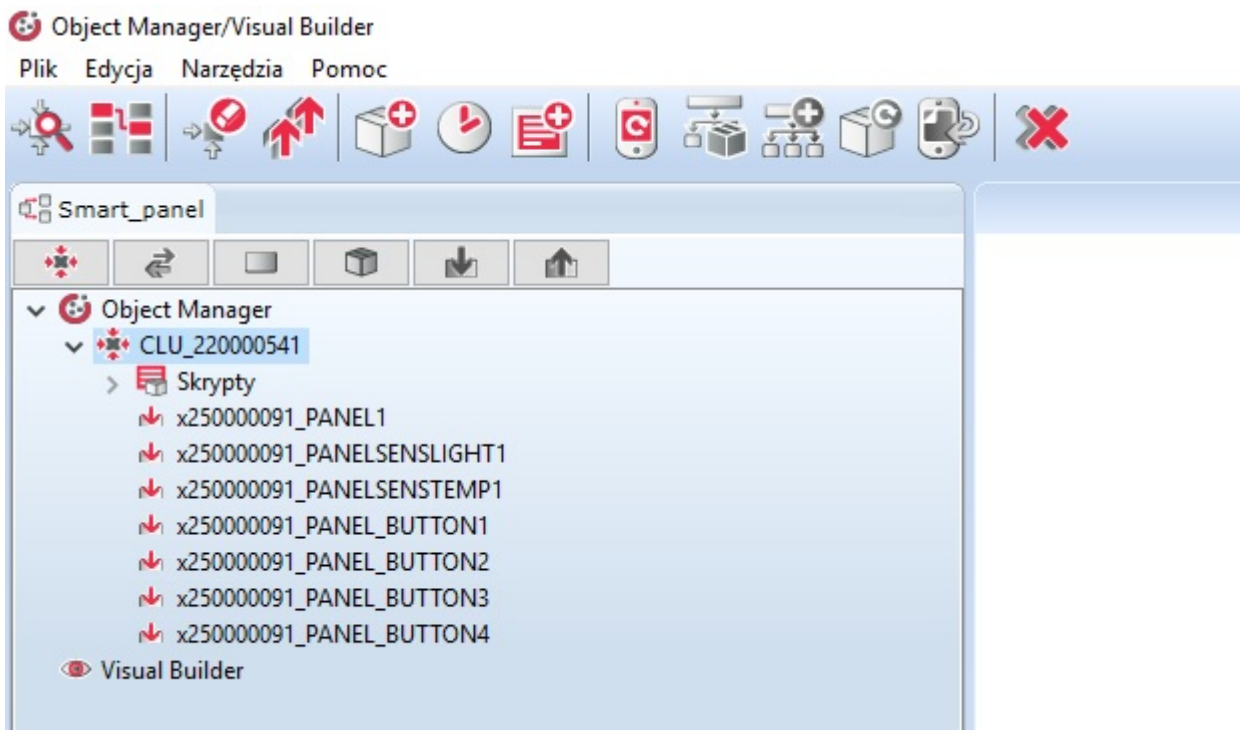 Object Manager/Visual Builder
Plik Edycja Narzędzia Pomoc
Smart_panel
Object Manager
CLU_220000541
Skrypty
x250000091_PANEL1
x250000091_PANELSENSLIGHT1
x250000091_PANELSENSTEMP1
x250000091_PANEL_BUTTON1
x250000091_PANEL_BUTTON2
x250000091_PANEL_BUTTON3
x250000091_PANEL_BUTTON4
Visual Builder